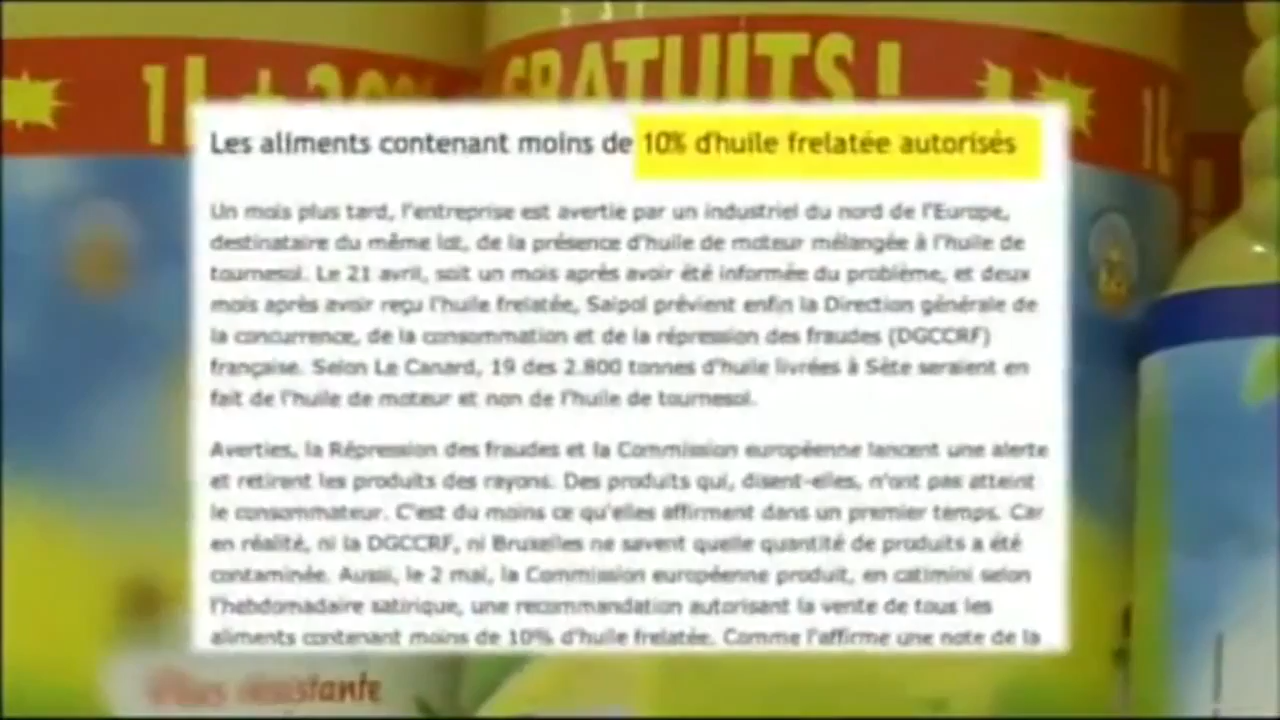 1L + 20%
GRATUITS !
1L
Les aliments contenant moins de 10% d'huile frelatée autorisés
Un mois plus tard, l'entreprise est avertie par un industriel du nord de l'Europe,
destinataire du même lot, de la présence d'huile de moteur mélangée à l'huile de
tournesol. Le 21 avril, soit un mois après avoir été informée du problème, et deux
mois après avoir reçu l'huile frelatée, Saipol prévient enfin la Direction générale de
la concurrence, de la consommation et de la répression des fraudes (DGCCRF)
française. Selon Le Canard, 19 des 2.800 tonnes d'huile livrées à Sète seraient en
fait de l'huile de moteur et non de l'huile de tournesol.
Averties, la Répression des fraudes et la Commission européenne lancent une alerte
et retirent les produits des rayons. Des produits qui, disent-elles, n'ont pas atteint
le consommateur. C'est du moins ce qu'elles affirment dans un premier temps. Car
en réalité, ni la DGCCRF, ni Bruxelles ne savent quelle quantité de produits a été
contaminée. Aussi, le 2 mai, la Commission européenne produit, en catimini selon
l'hebdomadaire satirique, une recommandation autorisant la vente de tous les
aliments contenant moins de 10% d'huile frelatée. Comme l'affirme une note de la
Plus résistante